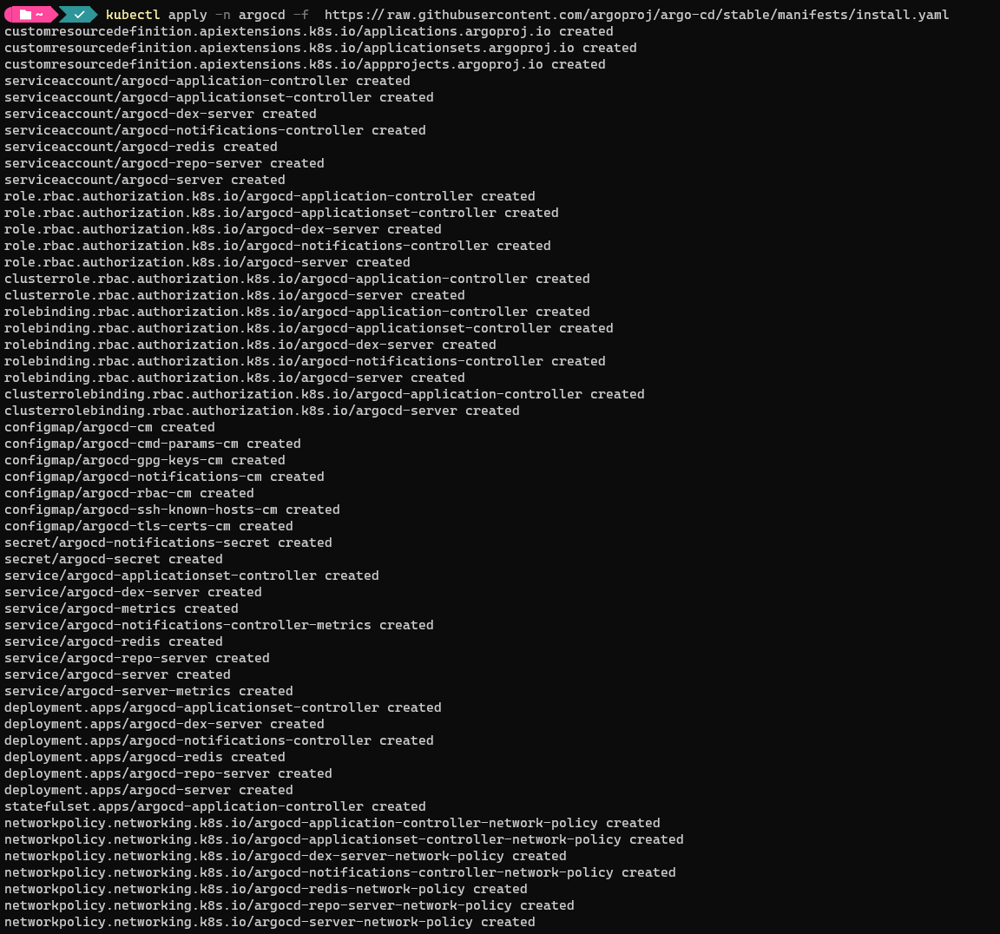 ~ ✓ kubectl apply -n argocd -f  https://raw.githubusercontent.com/argoproj/argo-cd/stable/manifests/install.yaml
customresourcedefinition.apiextensions.k8s.io/applications.argoproj.io created
customresourcedefinition.apiextensions.k8s.io/applicationsets.argoproj.io created
customresourcedefinition.apiextensions.k8s.io/appprojects.argoproj.io created
serviceaccount/argocd-application-controller created
serviceaccount/argocd-applicationset-controller created
serviceaccount/argocd-dex-server created
serviceaccount/argocd-notifications-controller created
serviceaccount/argocd-redis created
serviceaccount/argocd-repo-server created
serviceaccount/argocd-server created
role.rbac.authorization.k8s.io/argocd-application-controller created
role.rbac.authorization.k8s.io/argocd-applicationset-controller created
role.rbac.authorization.k8s.io/argocd-dex-server created
role.rbac.authorization.k8s.io/argocd-notifications-controller created
role.rbac.authorization.k8s.io/argocd-server created
clusterrole.rbac.authorization.k8s.io/argocd-application-controller created
clusterrole.rbac.authorization.k8s.io/argocd-server created
rolebinding.rbac.authorization.k8s.io/argocd-application-controller created
rolebinding.rbac.authorization.k8s.io/argocd-applicationset-controller created
rolebinding.rbac.authorization.k8s.io/argocd-dex-server created
rolebinding.rbac.authorization.k8s.io/argocd-notifications-controller created
rolebinding.rbac.authorization.k8s.io/argocd-server created
clusterrolebinding.rbac.authorization.k8s.io/argocd-application-controller created
clusterrolebinding.rbac.authorization.k8s.io/argocd-server created
configmap/argocd-cm created
configmap/argocd-cmd-params-cm created
configmap/argocd-gpg-keys-cm created
configmap/argocd-notifications-cm created
configmap/argocd-rbac-cm created
configmap/argocd-ssh-known-hosts-cm created
configmap/argocd-tls-certs-cm created
secret/argocd-notifications-secret created
secret/argocd-secret created
service/argocd-applicationset-controller created
service/argocd-dex-server created
service/argocd-metrics created
service/argocd-notifications-controller-metrics created
service/argocd-redis created
service/argocd-repo-server created
service/argocd-server created
service/argocd-server-metrics created
deployment.apps/argocd-applicationset-controller created
deployment.apps/argocd-dex-server created
deployment.apps/argocd-notifications-controller created
deployment.apps/argocd-redis created
deployment.apps/argocd-repo-server created
deployment.apps/argocd-server created
statefulset.apps/argocd-application-controller created
networkpolicy.networking.k8s.io/argocd-application-controller-network-policy created
networkpolicy.networking.k8s.io/argocd-applicationset-controller-network-policy created
networkpolicy.networking.k8s.io/argocd-dex-server-network-policy created
networkpolicy.networking.k8s.io/argocd-notifications-controller-network-policy created
networkpolicy.networking.k8s.io/argocd-redis-network-policy created
networkpolicy.networking.k8s.io/argocd-repo-server-network-policy created
networkpolicy.networking.k8s.io/argocd-server-network-policy created